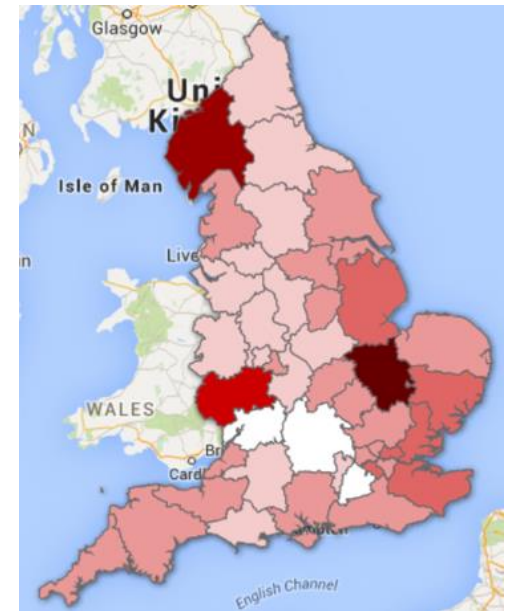 Glasgow
Uni
Ki
Isle of Man
Live
WALES
Br
Card
English Channel